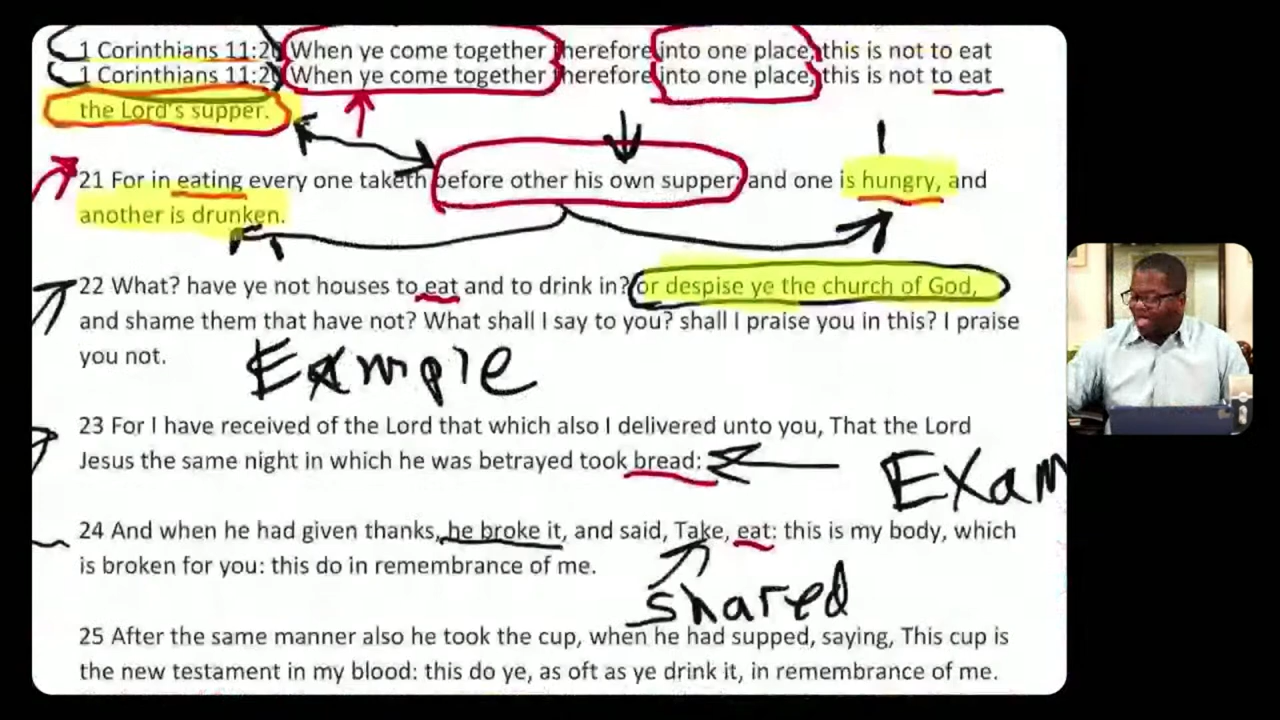 1 Corinthians 11:20 When ye come together therefore into one place, this is not to eat
1 Corinthians 11:20 When ye come together therefore into one place, this is not to eat
the Lord's supper.
21 For in eating every one taketh before other his own supper: and one is hungry, and
another is drunken.
22 What? have ye not houses to eat and to drink in? or despise ye the church of God,
and shame them that have not? What shall I say to you? shall I praise you in this? I praise
you not.
Example
23 For I have received of the Lord that which also I delivered unto you, That the Lord
Jesus the same night in which he was betrayed took bread:
Exam
24 And when he had given thanks, he broke it, and said, Take, eat: this is my body, which
is broken for you: this do in remembrance of me.
shared
25 After the same manner also he took the cup, when he had supped, saying, This cup is
the new testament in my blood: this do ye, as oft as ye drink it, in remembrance of me.